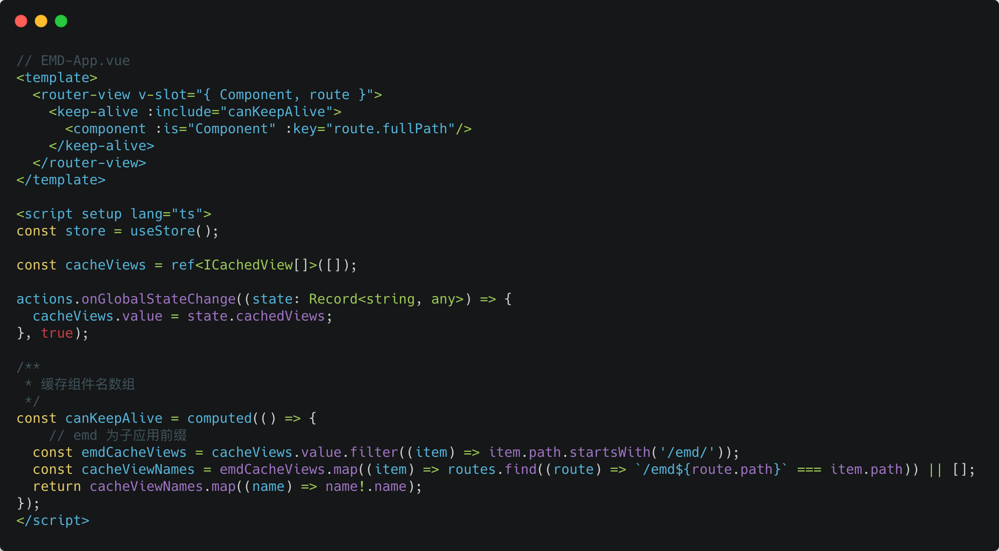 // EMD-App.vue
<template>
  <router-view v-slot="{ Component, route }">
    <keep-alive :include="canKeepAlive">
      <component :is="Component" :key="route.fullPath"/>
    </keep-alive>
  </router-view>
</template>

<script setup lang="ts">
const store = useStore();

const cacheViews = ref<ICachedView[]>([]);

actions.onGlobalStateChange((state: Record<string, any>) => {
  cacheViews.value = state.cachedViews;
}, true);

/**
 * 缓存组件名数组
 */
const canKeepAlive = computed(() => {
    // emd 为子应用前缀
  const emdCacheViews = cacheViews.value.filter((item) => item.path.startsWith('/emd/'));
  const cacheViewNames = emdCacheViews.map((item) => routes.find((route) => `/emd${route.path}` === item.path)) || [];
  return cacheViewNames.map((name) => name!.name);
});
</script>